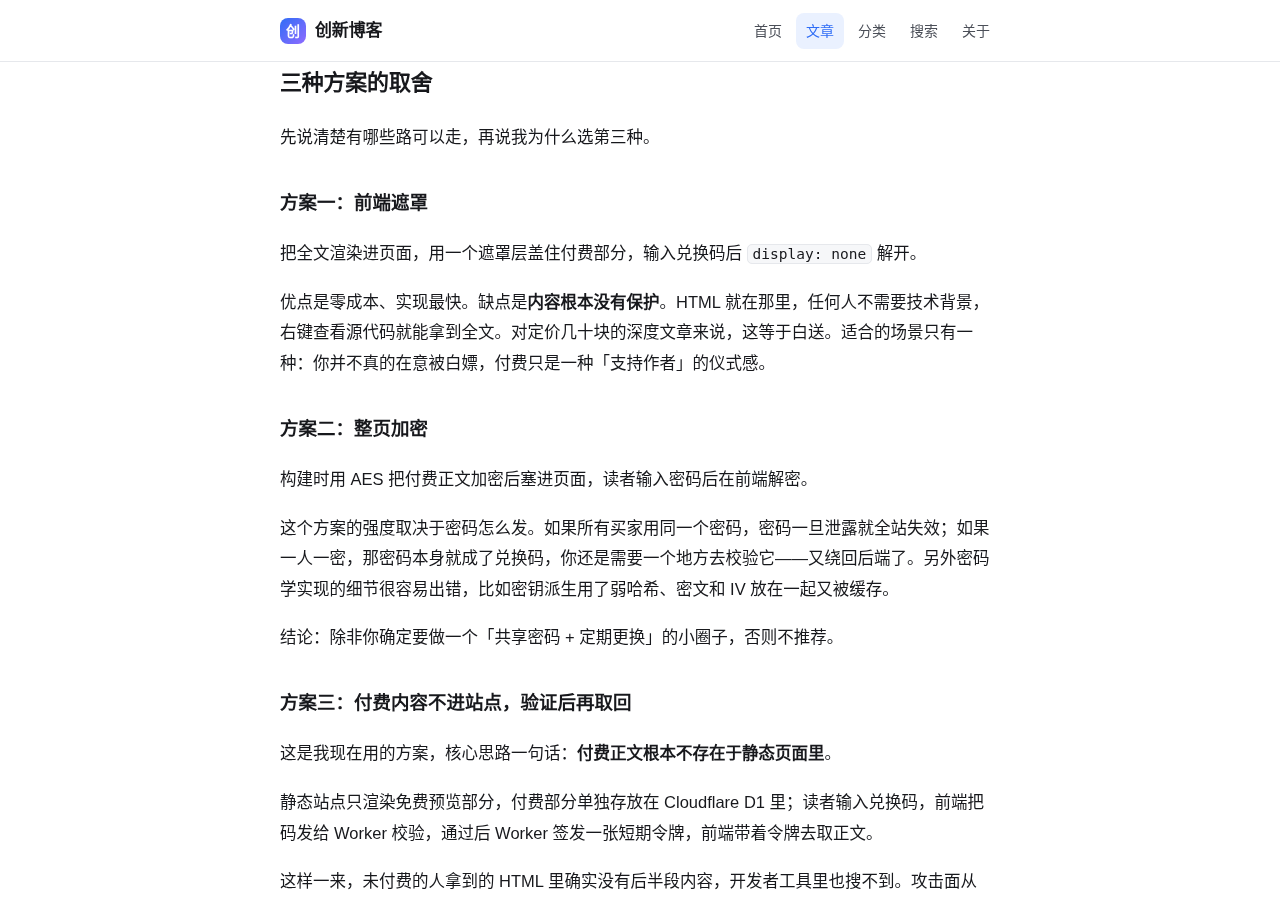 创 创新博客
首页 文章 分类 搜索 关于
三种方案的取舍
先说清楚有哪些路可以走，再说我为什么选第三种。
方案一：前端遮罩
把全文渲染进页面，用一个遮罩层盖住付费部分，输入兑换码后 display: none 解开。
优点是零成本、实现最快。缺点是内容根本没有保护。HTML 就在那里，任何人不需要技术背景，
右键查看源代码就能拿到全文。对定价几十块的深度文章来说，这等于白送。适合的场景只有一
种：你并不真的在意被白嫖，付费只是一种「支持作者」的仪式感。
方案二：整页加密
构建时用 AES 把付费正文加密后塞进页面，读者输入密码后在前端解密。
这个方案的强度取决于密码怎么发。如果所有买家用同一个密码，密码一旦泄露就全站失效；如果
一人一密，那密码本身就成了兑换码，你还是需要一个地方去校验它——又绕回后端了。另外密码
学实现的细节很容易出错，比如密钥派生用了弱哈希、密文和 IV 放在一起又被缓存。
结论：除非你确定要做一个「共享密码 + 定期更换」的小圈子，否则不推荐。
方案三：付费内容不进站点，验证后再取回
这是我现在用的方案，核心思路一句话：付费正文根本不存在于静态页面里。
静态站点只渲染免费预览部分，付费部分单独存放在 Cloudflare D1 里；读者输入兑换码，前端把
码发给 Worker 校验，通过后 Worker 签发一张短期令牌，前端带着令牌去取正文。
这样一来，未付费的人拿到的 HTML 里确实没有后半段内容，开发者工具里也搜不到。攻击面从